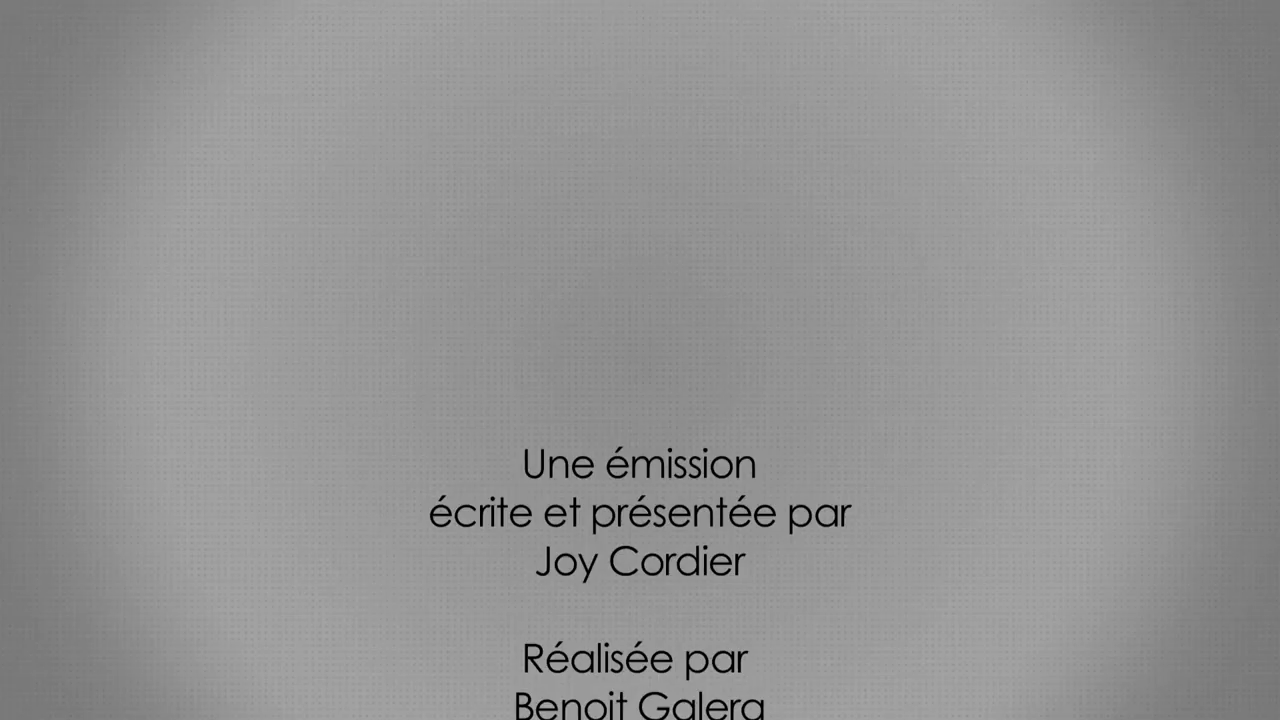 Une émission
écrite et présentée par
Joy Cordier
Réalisée par
Benoit Galera